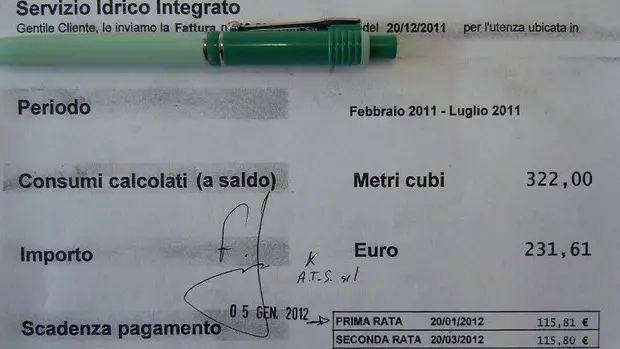 Servizio Idrico Integrato
Gentile Cliente, le inviamo la Fattura n° del 20/12/2011 per l'utenza ubicata in
Periodo Febbraio 2011 - Luglio 2011
Consumi calcolati (a saldo) Metri cubi 322,00
Importo Euro 231,61
A.T.S. srl
05 GEN. 2012
Scadenza pagamento
PRIMA RATA 20/01/2012 115,81 €
SECONDA RATA 20/03/2012 115,80 €